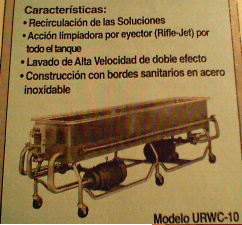 Características:
• Recirculación de las Soluciones
• Acción limpiadora por eyector (Rifle-Jet) por
todo el tanque
• Lavado de Alta Velocidad de doble efecto
• Construcción con bordes sanitarios en acero
inoxidable
Modelo URWC-10